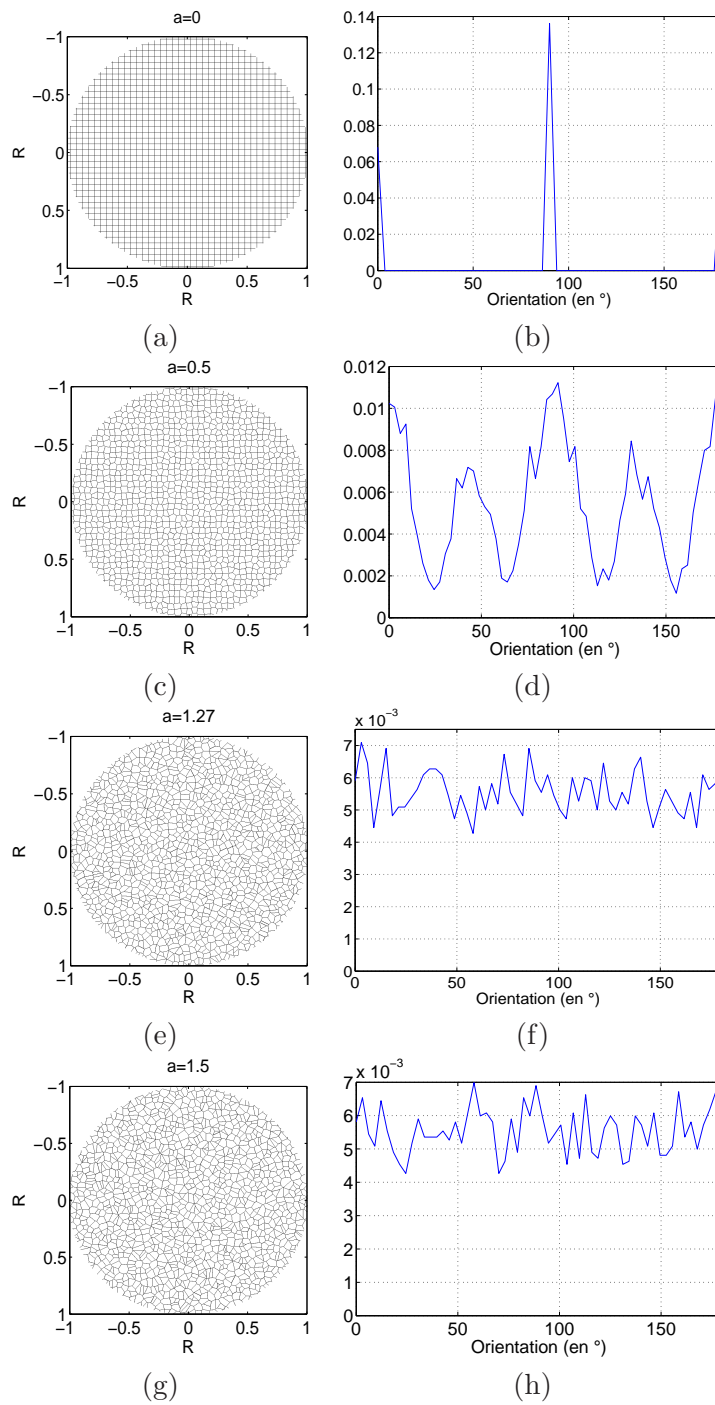 a=0
−1
−0.5
0
0.5
1
R
−1 −0.5 0 0.5 1
R
(a)
0.14
0.12
0.1
0.08
0.06
0.04
0.02
0
0 50 100 150
Orientation (en °)
(b)
a=0.5
−1
−0.5
0
0.5
1
R
−1 −0.5 0 0.5 1
R
(c)
0.012
0.01
0.008
0.006
0.004
0.002
0
0 50 100 150
Orientation (en °)
(d)
a=1.27
−1
−0.5
0
0.5
1
R
−1 −0.5 0 0.5 1
R
(e)
x 10⁻³
7
6
5
4
3
2
1
0
0 50 100 150
Orientation (en °)
(f)
a=1.5
−1
−0.5
0
0.5
1
R
−1 −0.5 0 0.5 1
R
(g)
x 10⁻³
7
6
5
4
3
2
1
0
0 50 100 150
Orientation (en °)
(h)